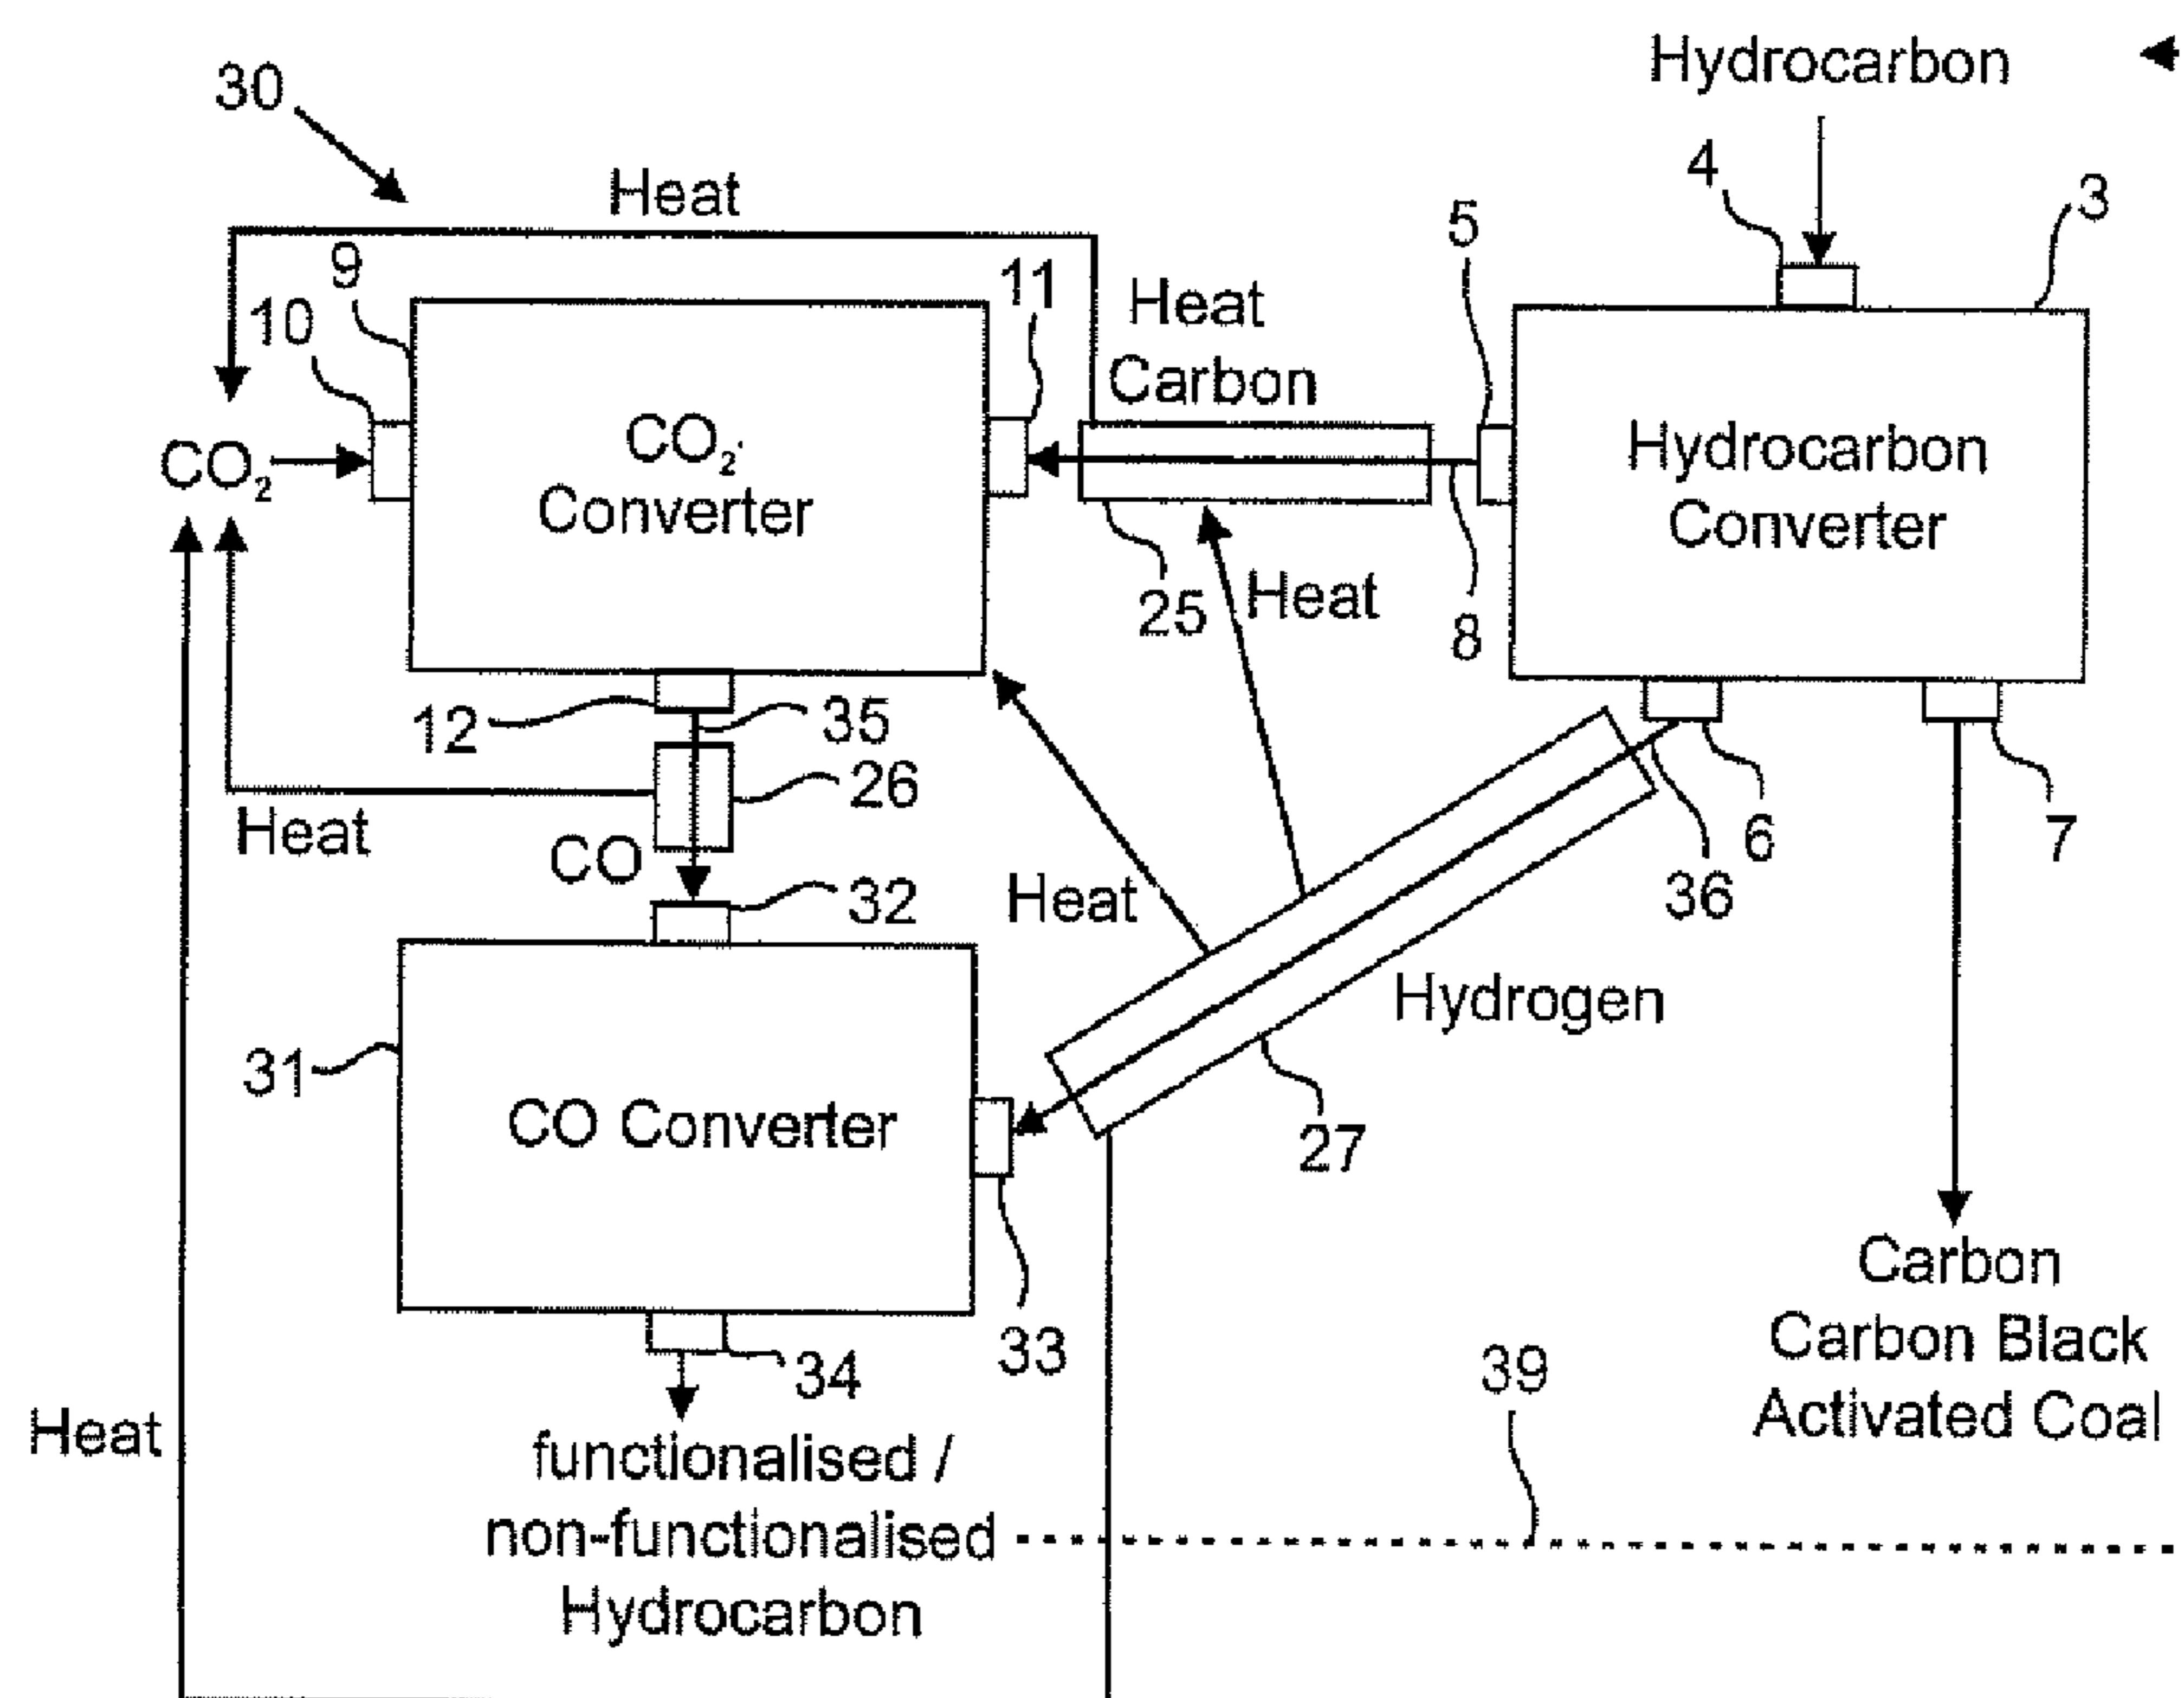 Hydrocarbon
30
4
3
Heat
5
9
11
10
Heat
Carbon
CO₂
Converter
Hydrocarbon
Converter
CO₂
25
Heat
8
12
35
26
Heat
CO
6
7
36
32
Heat
Hydrogen
31
CO Converter
27
33
Carbon
Carbon Black
Activated Coal
34
39
Heat
functionalised /
non-functionalised
Hydrocarbon